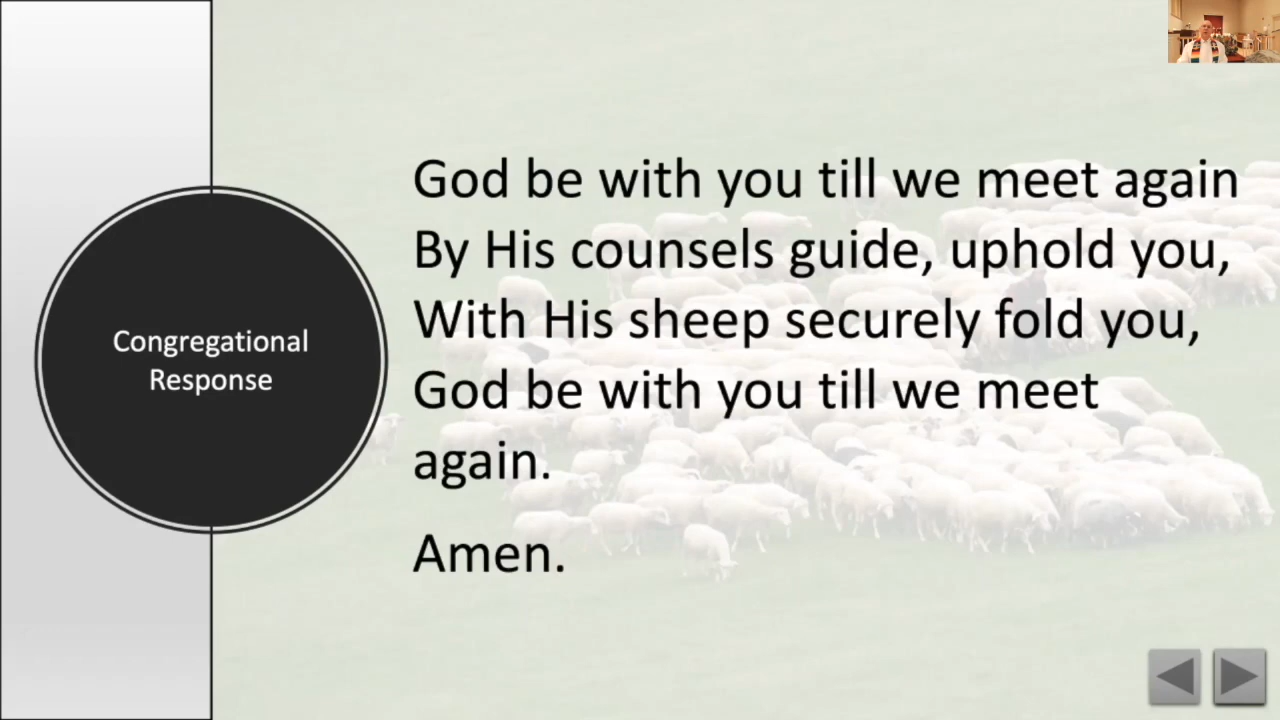 Congregational
Response
God be with you till we meet again
By His counsels guide, uphold you,
With His sheep securely fold you,
God be with you till we meet
again.
Amen.